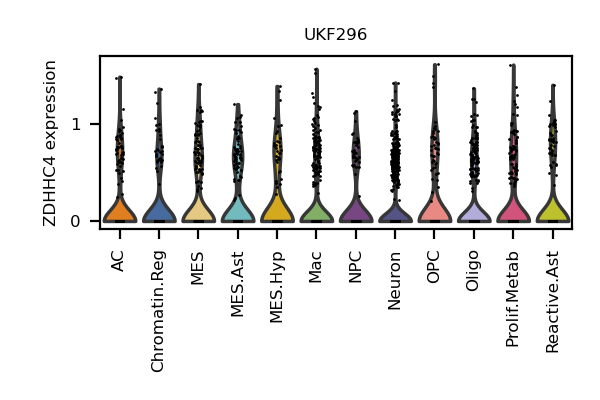 UKF296
ZDHHC4 expression
1
0
AC
Chromatin.Reg
MES
MES.Ast
MES.Hyp
Mac
NPC
Neuron
OPC
Oligo
Prolif.Metab
Reactive.Ast